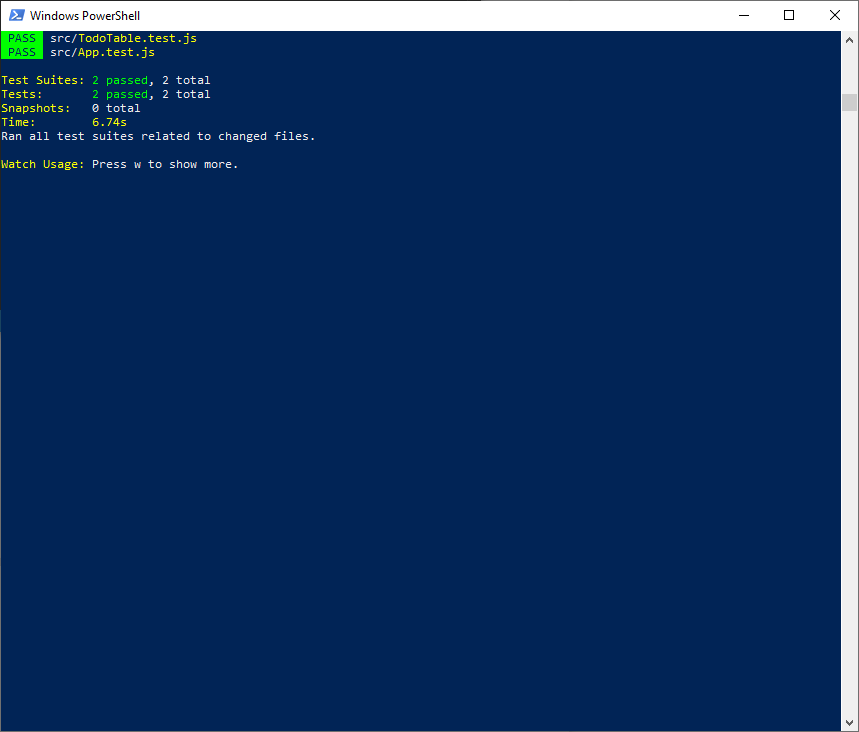 Windows PowerShell
PASS src/TodoTable.test.js
PASS src/App.test.js
Test Suites: 2 passed, 2 total
Tests: 2 passed, 2 total
Snapshots: 0 total
Time: 6.74s
Ran all test suites related to changed files.
Watch Usage: Press w to show more.